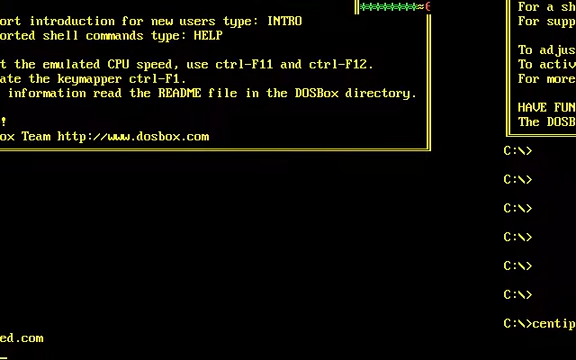 ort introduction for new users type: INTRO
orted shell commands type: HELP
t the emulated CPU speed, use ctrl-F11 and ctrl-F12.
ate the keymapper ctrl-F1.
information read the README file in the DOSBox directory.
!
ox Team http://www.dosbox.com
ed.com
For a sh
For supp
To adjus
To activ
For more
HAVE FUN
The DOSB
C:\>
C:\>
C:\>
C:\>
C:\>
C:\>
C:\>centip